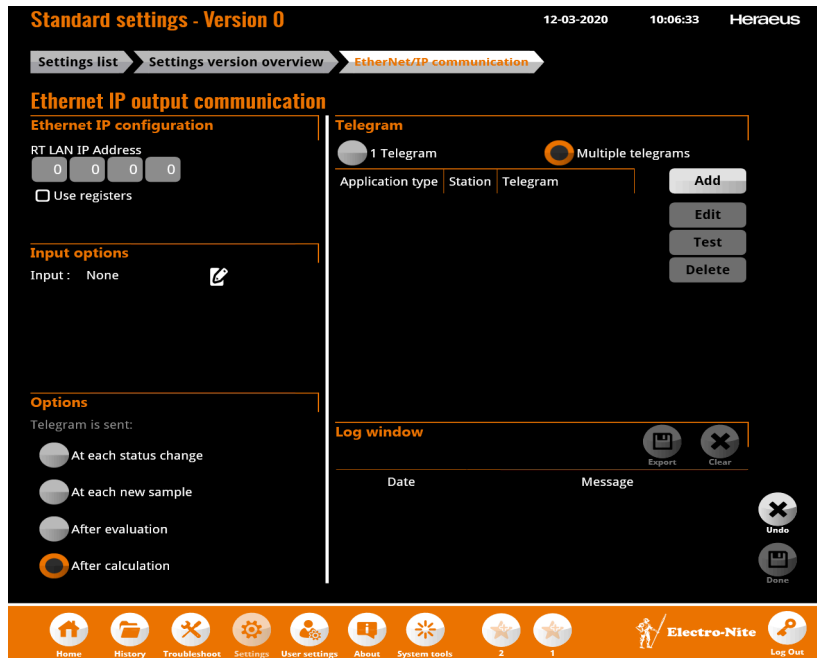 Standard settings - Version 0
12-03-2020 10:06:33 Heraeus
Settings list Settings version overview EtherNet/IP communication
Ethernet IP output communication
Ethernet IP configuration
RT LAN IP Address
0 0 0 0
Use registers
Input options
Input : None
Options
Telegram is sent:
At each status change
At each new sample
After evaluation
After calculation
Telegram
1 Telegram Multiple telegrams
Application type Station Telegram
Add
Edit
Test
Delete
Log window
Export Clear
Date Message
Undo
Done
Home History Troubleshoot Settings User settings About System tools 2 1 Electro-Nite Log Out